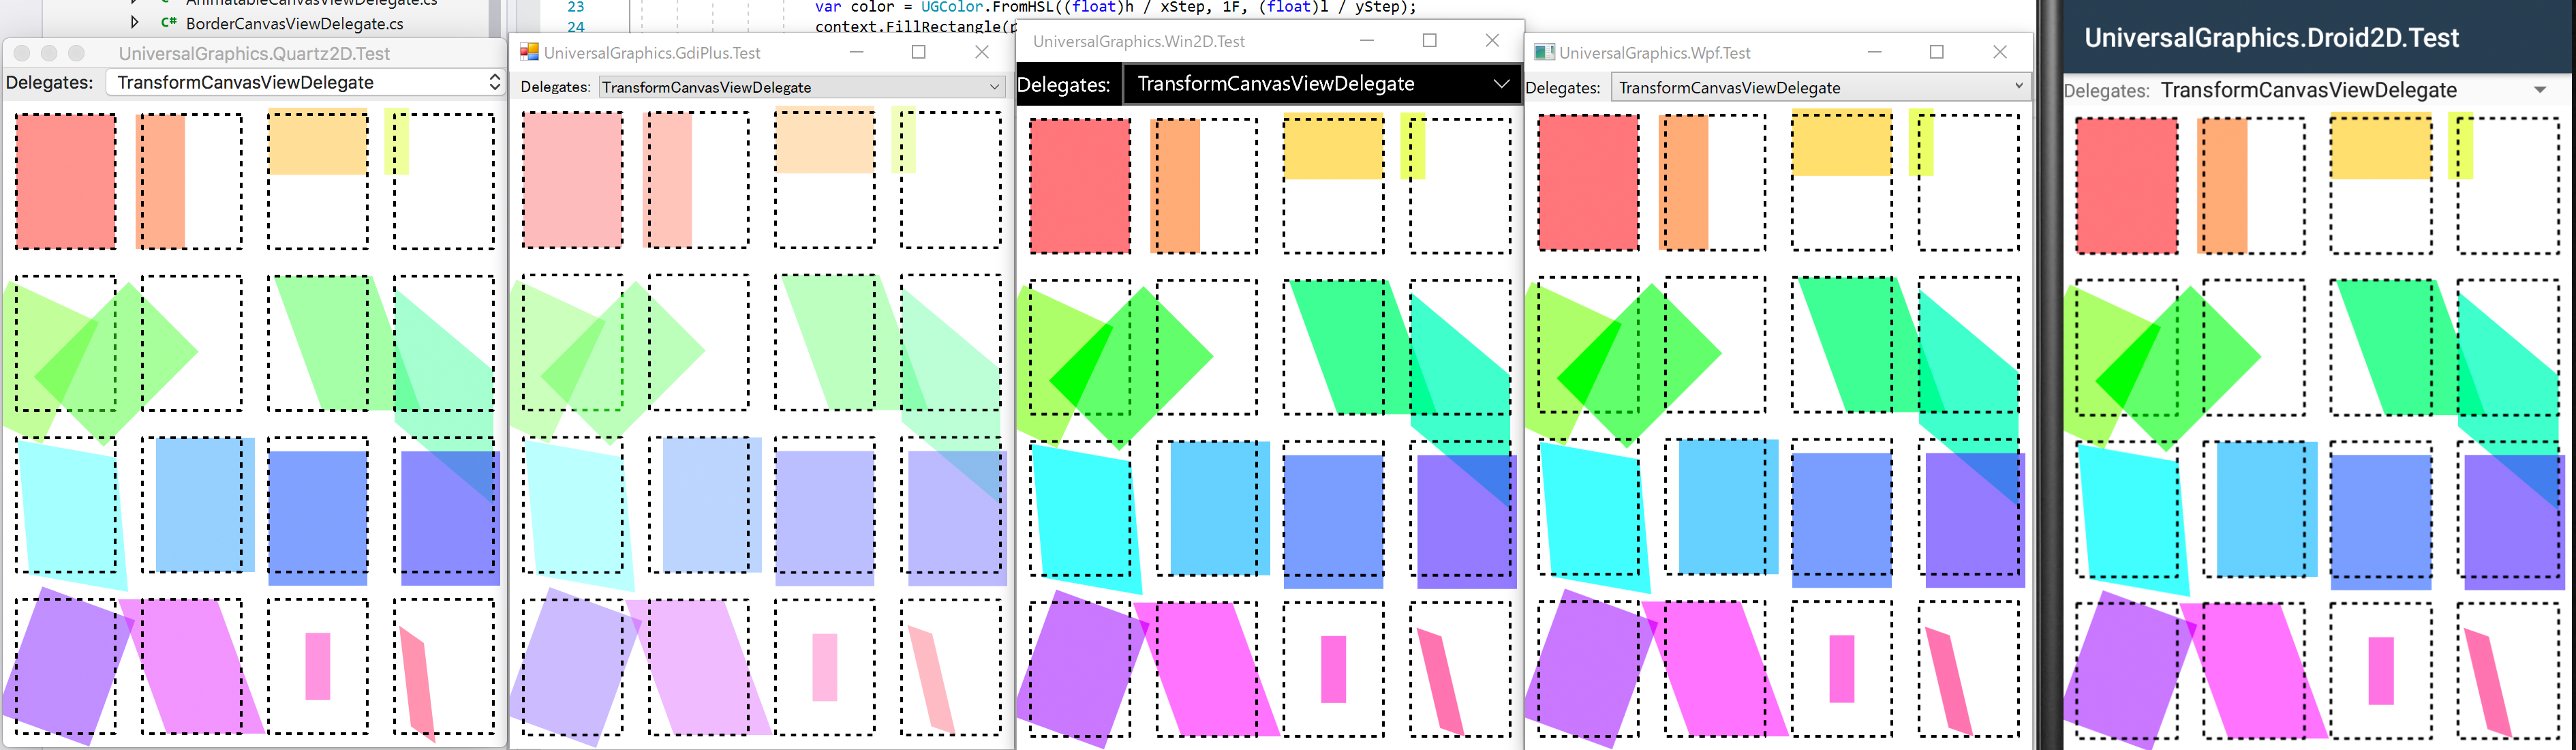 AnimatableCanvasViewDelegate.cs
C# BorderCanvasViewDelegate.cs
23 var color = UGColor.FromHSL((float)h / xStep, 1F, (float)l / yStep);
24 context.FillRectangle(
UniversalGraphics.Quartz2D.Test
Delegates: TransformCanvasViewDelegate
UniversalGraphics.GdiPlus.Test
Delegates: TransformCanvasViewDelegate
UniversalGraphics.Win2D.Test
Delegates: TransformCanvasViewDelegate
UniversalGraphics.Wpf.Test
Delegates: TransformCanvasViewDelegate
UniversalGraphics.Droid2D.Test
Delegates: TransformCanvasViewDelegate